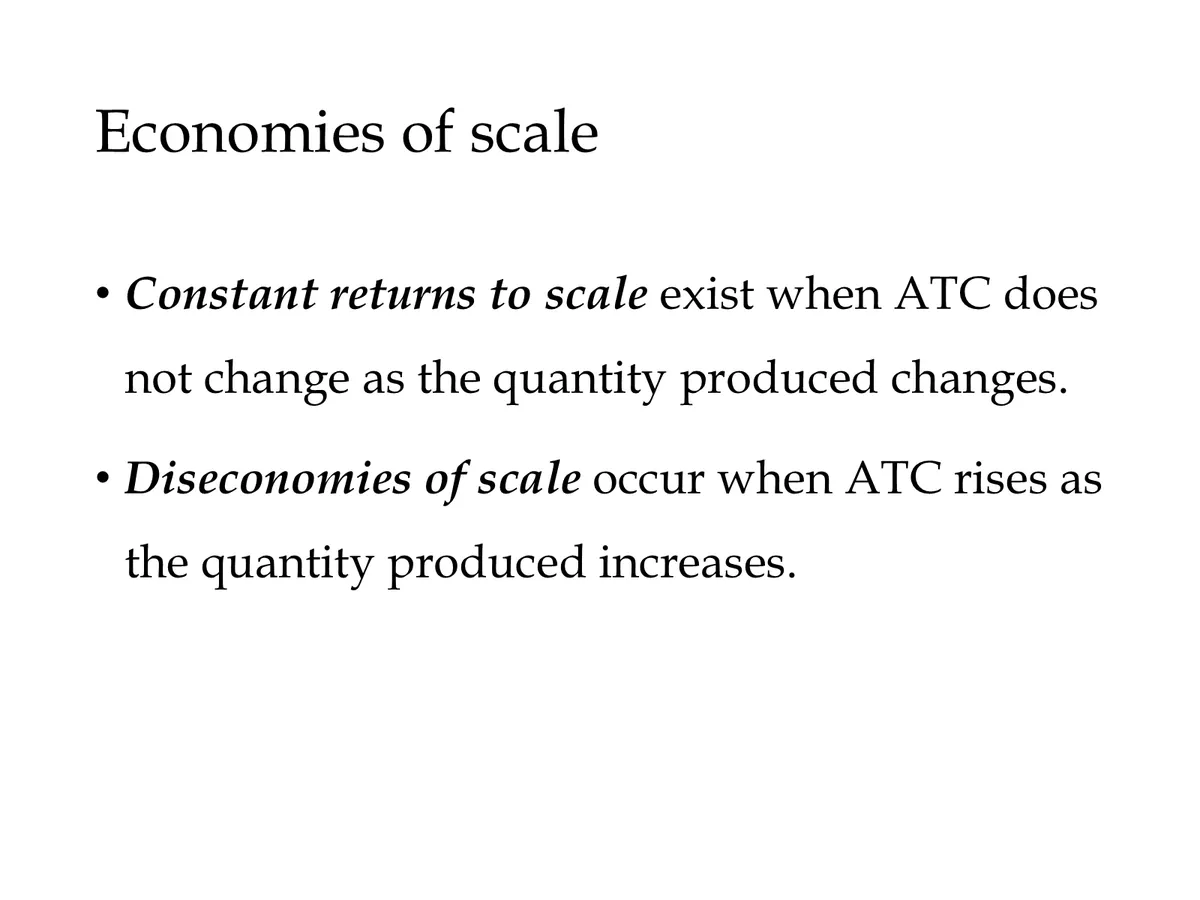 Economies of scale
• Constant returns to scale exist when ATC does
not change as the quantity produced changes.
• Diseconomies of scale occur when ATC rises as
the quantity produced increases.